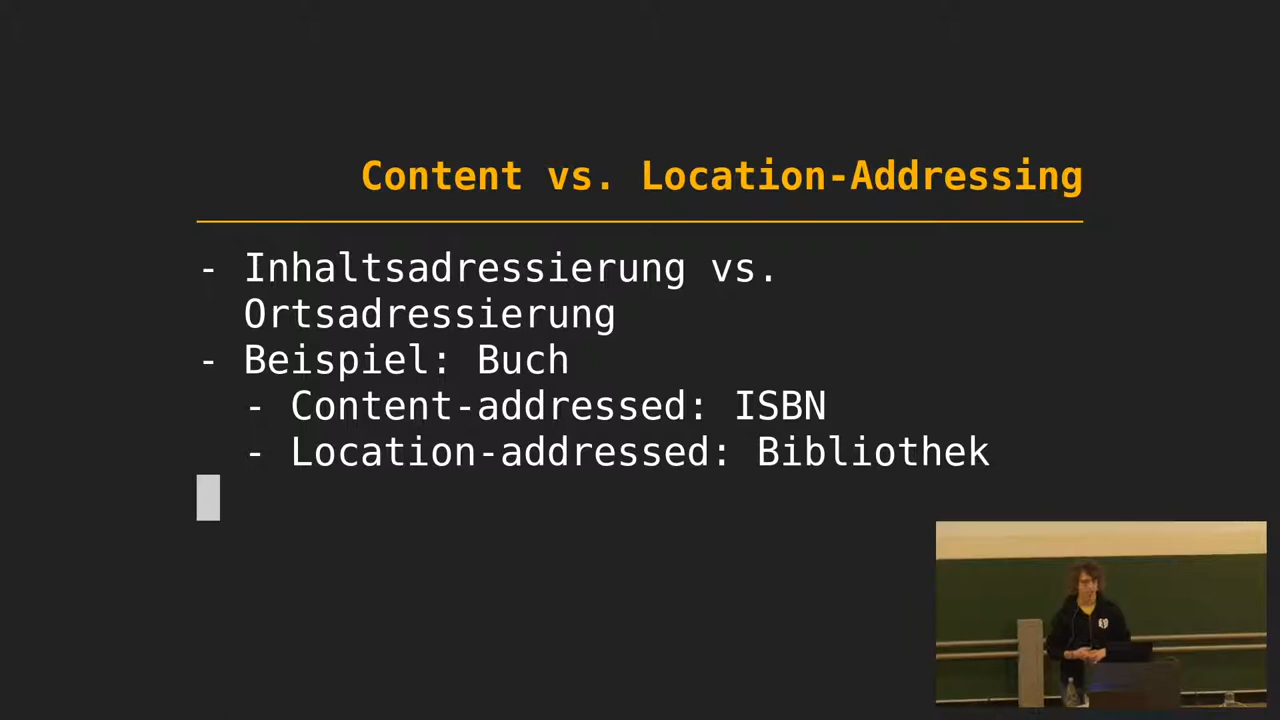 Content vs. Location-Addressing
- Inhaltsadressierung vs.
Ortsadressierung
- Beispiel: Buch
- Content-addressed: ISBN
- Location-addressed: Bibliothek